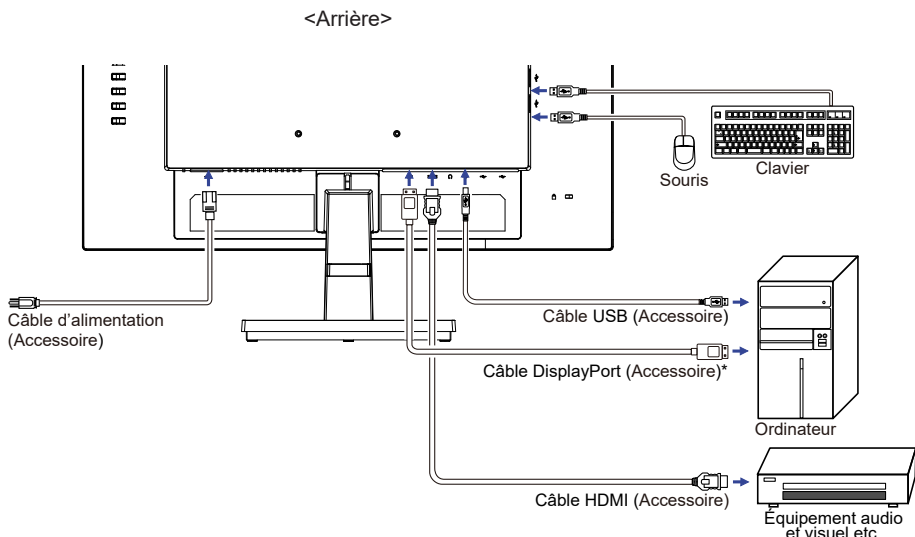 <Arrière>
Souris
Clavier
Câble d’alimentation
(Accessoire)
Câble USB (Accessoire)
Câble DisplayPort (Accessoire)*
Ordinateur
Câble HDMI (Accessoire)
Équipement audio
et visuel etc